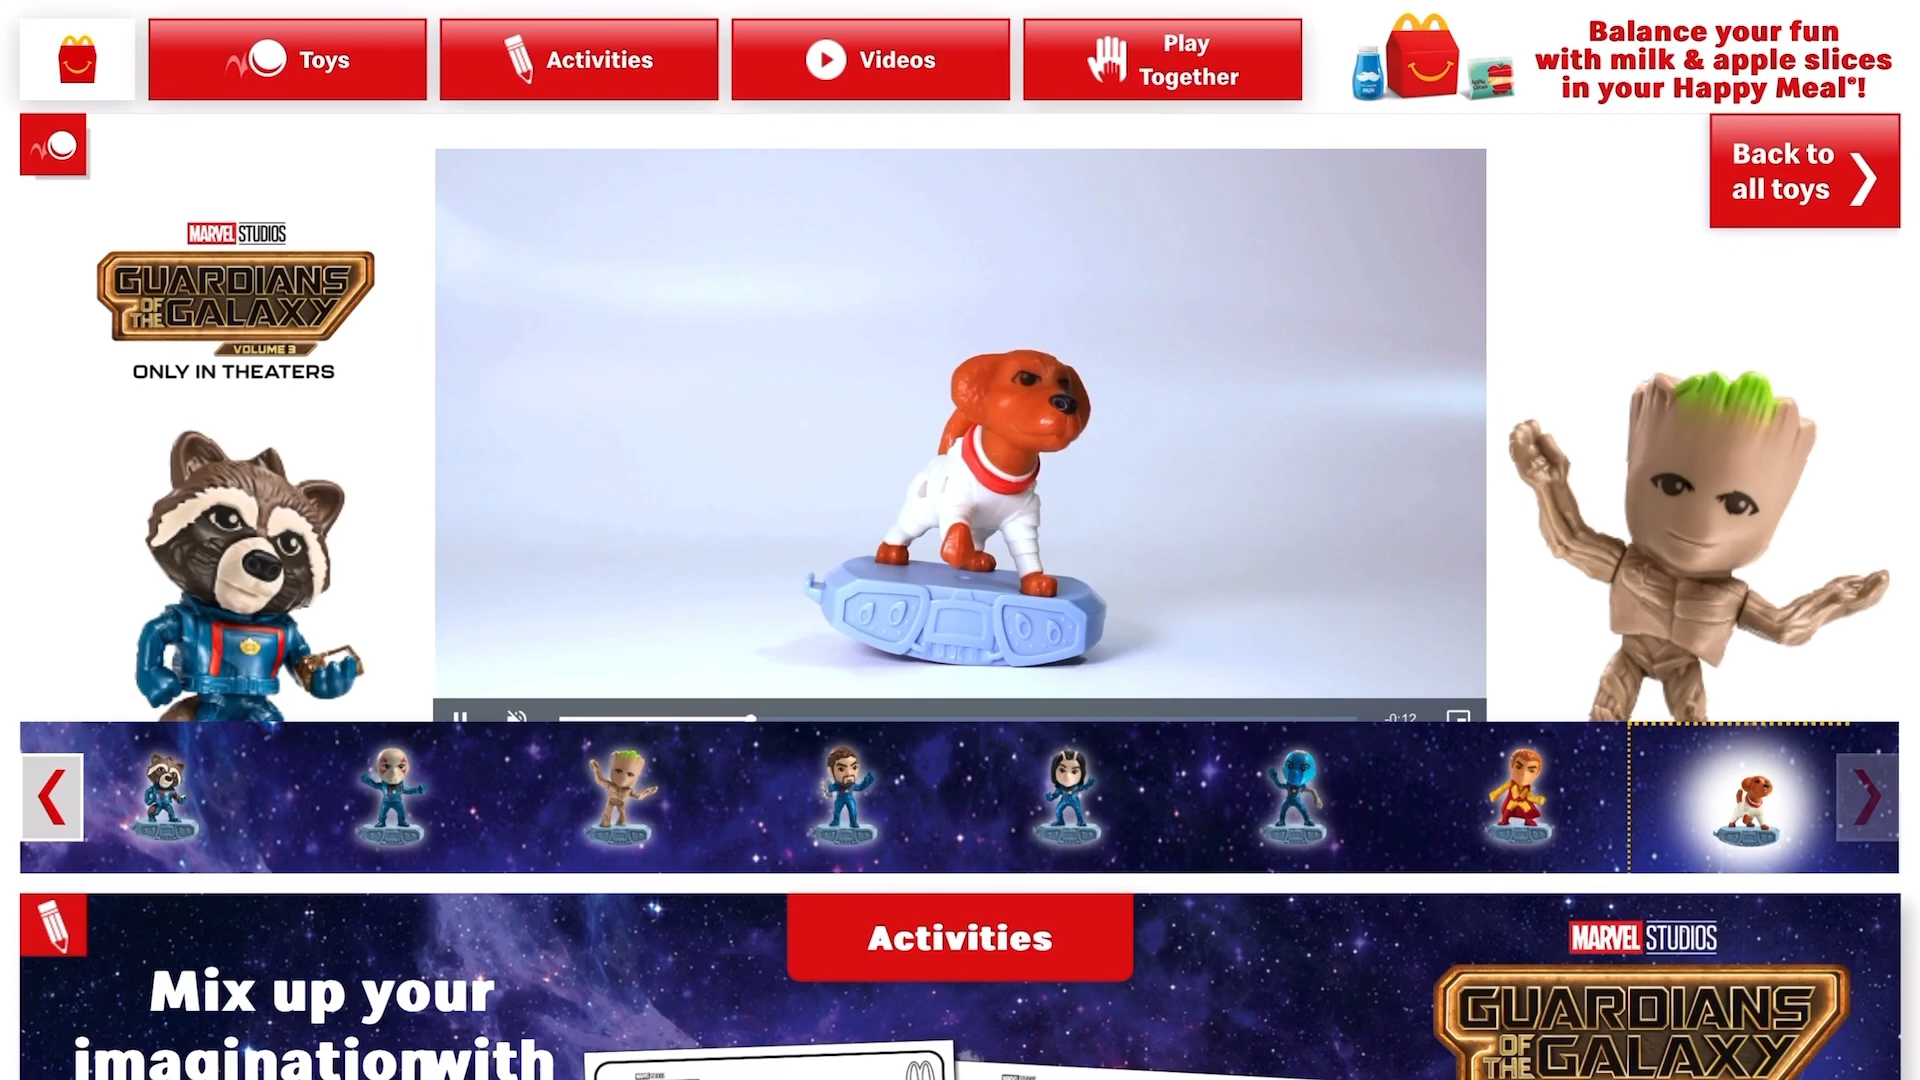 Toys
Activities
Videos
Play
Together
Balance your fun
with milk & apple slices
in your Happy Meal®!
Back to
all toys
MARVEL STUDIOS
GUARDIANS
OF THE GALAXY
VOLUME 3
ONLY IN THEATERS
-0:12
Activities
MARVEL STUDIOS
Mix up your
imaginationwith
GUARDIANS
OF THE GALAXY